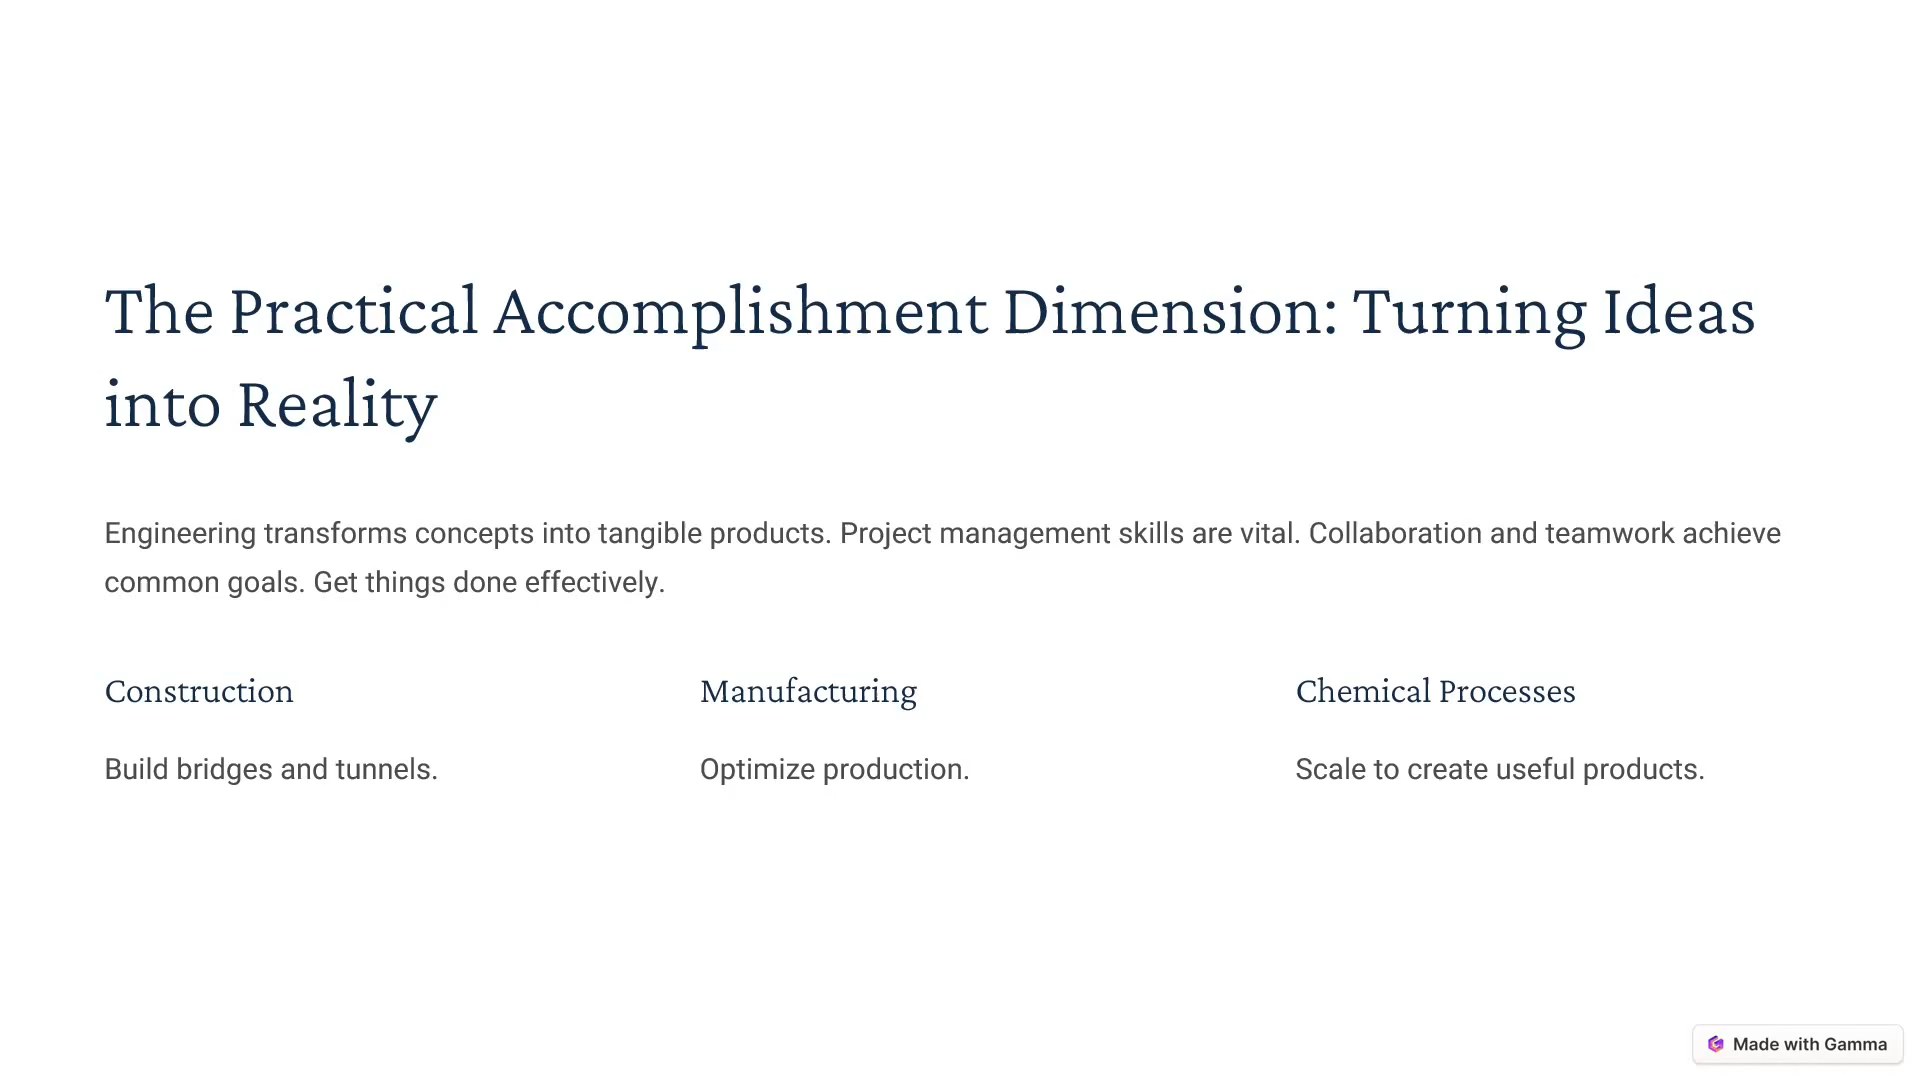 The Practical Accomplishment Dimension: Turning Ideas
into Reality
Engineering transforms concepts into tangible products. Project management skills are vital. Collaboration and teamwork achieve
common goals. Get things done effectively.
Construction
Build bridges and tunnels.
Manufacturing
Optimize production.
Chemical Processes
Scale to create useful products.
Made with Gamma